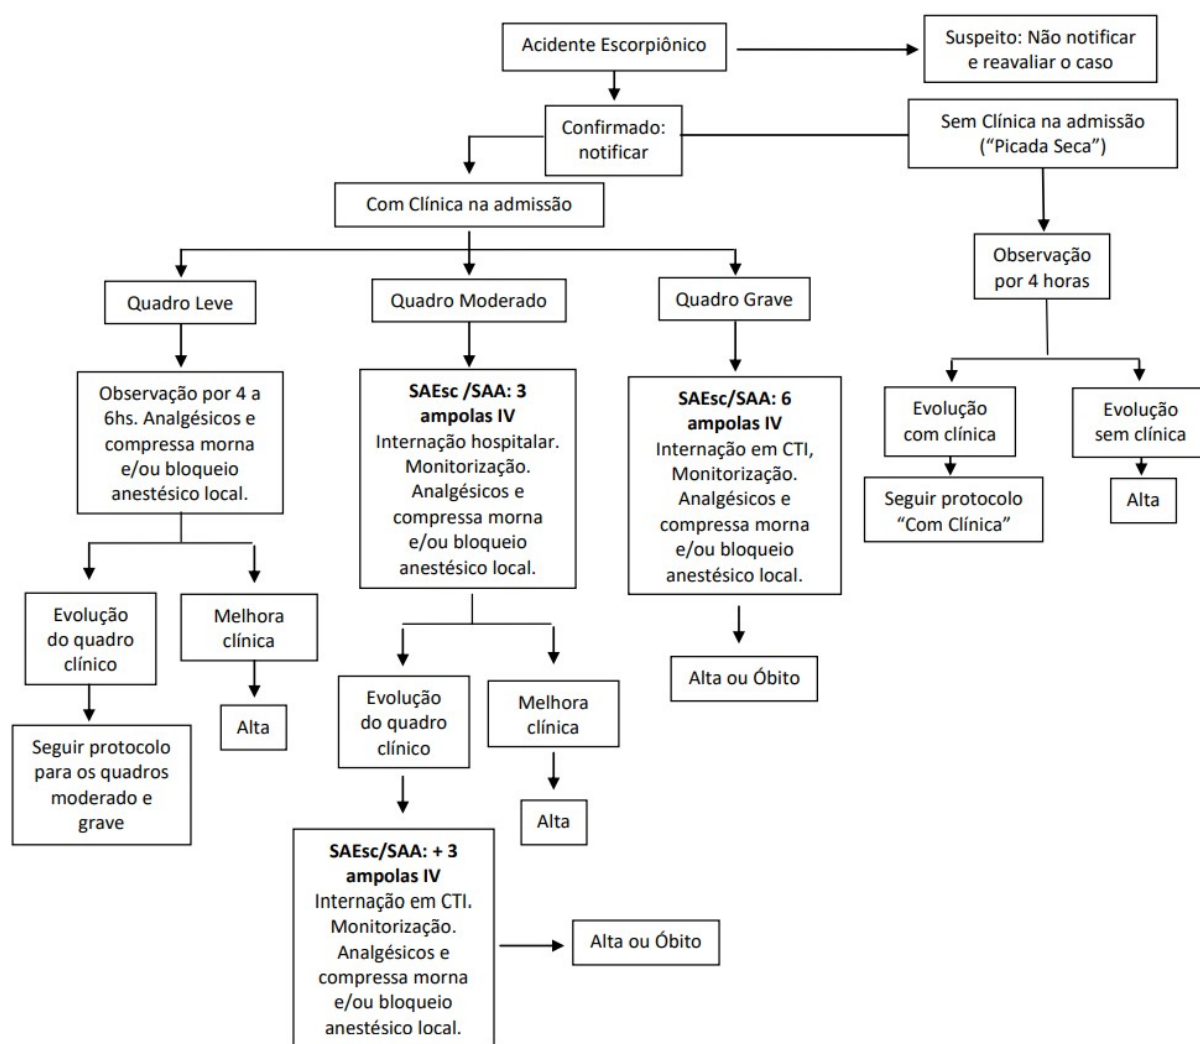 Acidente Escorpiônico
Suspeito: Não notificar
e reavaliar o caso
Confirmado:
notificar
Sem Clínica na admissão
(“Picada Seca”)
Com Clínica na admissão
Observação
por 4 horas
Quadro Leve
Quadro Moderado
Quadro Grave
Observação por 4 a
6hs. Analgésicos e
compressa morna
e/ou bloqueio
anestésico local.
SAEsc /SAA: 3
ampolas IV
Internação hospitalar.
Monitorização.
Analgésicos e
compressa morna
e/ou bloqueio
anestésico local.
SAEsc/SAA: 6
ampolas IV
Internação em CTI,
Monitorização.
Analgésicos e
compressa morna
e/ou bloqueio
anestésico local.
Evolução
com clínica
Evolução
sem clínica
Seguir protocolo
“Com Clínica”
Alta
Evolução
do quadro
clínico
Melhora
clínica
Alta ou Óbito
Evolução
do quadro
clínico
Melhora
clínica
Alta
Seguir protocolo
para os quadros
moderado e
grave
Alta
SAEsc/SAA: + 3
ampolas IV
Internação em CTI.
Monitorização.
Analgésicos e
compressa morna
e/ou bloqueio
anestésico local.
Alta ou Óbito